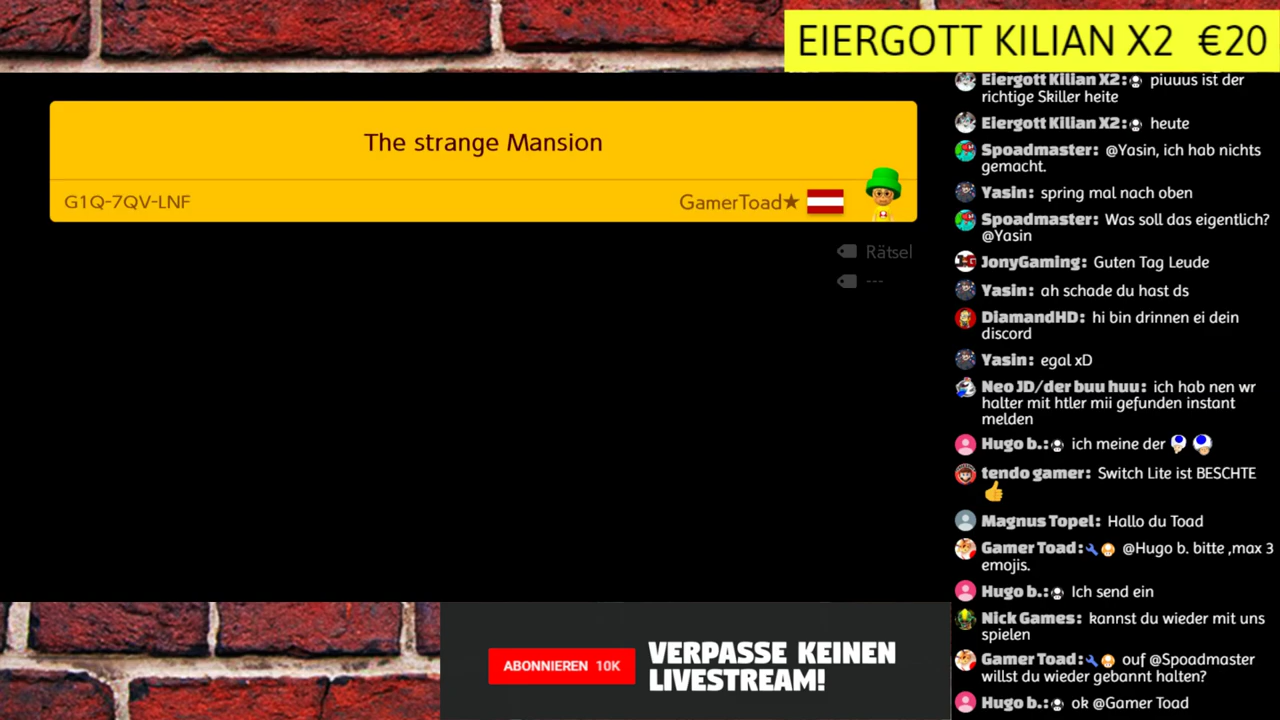 EIERGOTT KILIAN X2 €20
The strange Mansion
G1Q-7QV-LNF
GamerToad★
Rätsel
---
Eiergott Kilian X2: piuuus ist der
richtige Skiller heite
Eiergott Kilian X2: heute
Spoadmaster: @Yasin, ich hab nichts
gemacht.
Yasin: spring mal nach oben
Spoadmaster: Was soll das eigentlich?
@Yasin
JonyGaming: Guten Tag Leude
Yasin: ah schade du hast ds
DiamandHD: hi bin drinnen ei dein
discord
Yasin: egal xD
Neo JD/der buu huu: ich hab nen wr
halter mit htler mii gefunden instant
melden
Hugo b.: ich meine der
tendo gamer: Switch Lite ist BESCHTE
👍
Magnus Topel: Hallo du Toad
Gamer Toad: @Hugo b. bitte ,max 3
emojis.
Hugo b.: Ich send ein
Nick Games: kannst du wieder mit uns
spielen
Gamer Toad: ouf @Spoadmaster
willst du wieder gebannt halten?
Hugo b.: ok @Gamer Toad
ABONNIEREN 10K
VERPASSE KEINEN
LIVESTREAM!